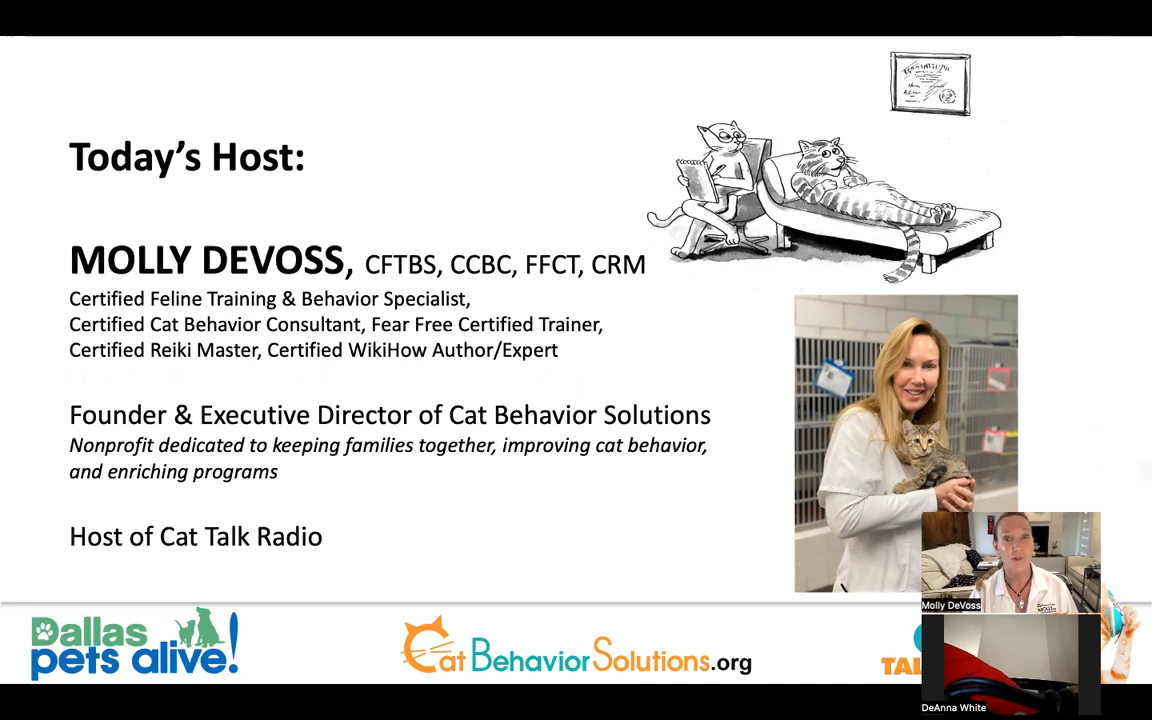 Today's Host:
MOLLY DEVOSS, CFTBS, CCBC, FFCT, CRM
Certified Feline Training & Behavior Specialist,
Certified Cat Behavior Consultant, Fear Free Certified Trainer,
Certified Reiki Master, Certified WikiHow Author/Expert
Founder & Executive Director of Cat Behavior Solutions
Nonprofit dedicated to keeping families together, improving cat behavior,
and enriching programs
Host of Cat Talk Radio
Molly DeVoss
Dallas
pets alive!
Cat BehaviorSolutions.org
TAL
DeAnna White